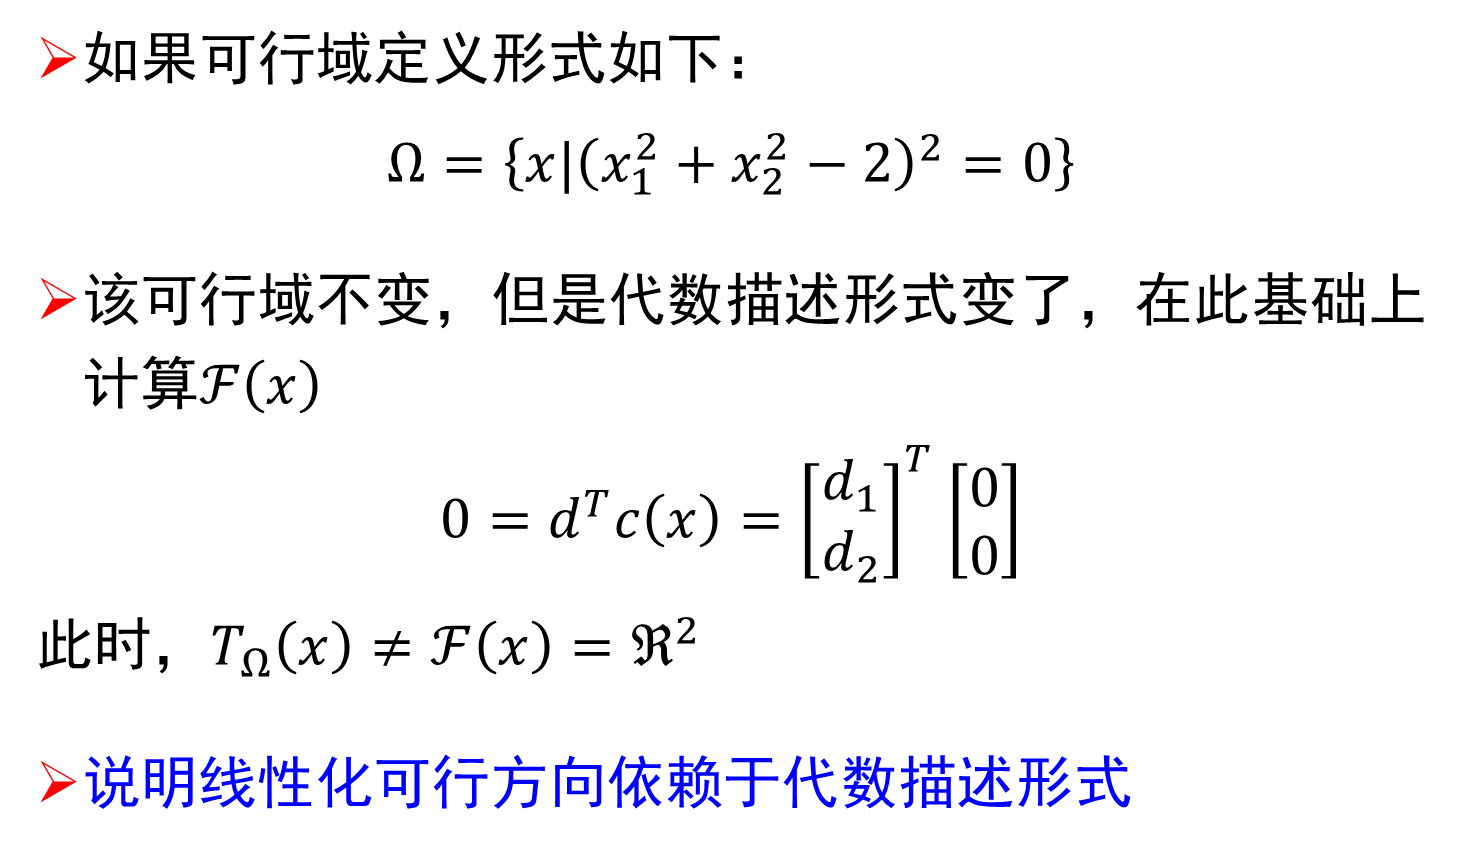 ➤如果可行域定义形式如下：
Ω = {x|(x₁² + x₂² − 2)² = 0}
➤该可行域不变，但是代数描述形式变了，在此基础上
计算ℱ(x)
0 = dᵀc(x) = [d₁ d₂]ᵀ [0 0]
此时，T_Ω(x) ≠ ℱ(x) = ℜ²
➤说明线性化可行方向依赖于代数描述形式